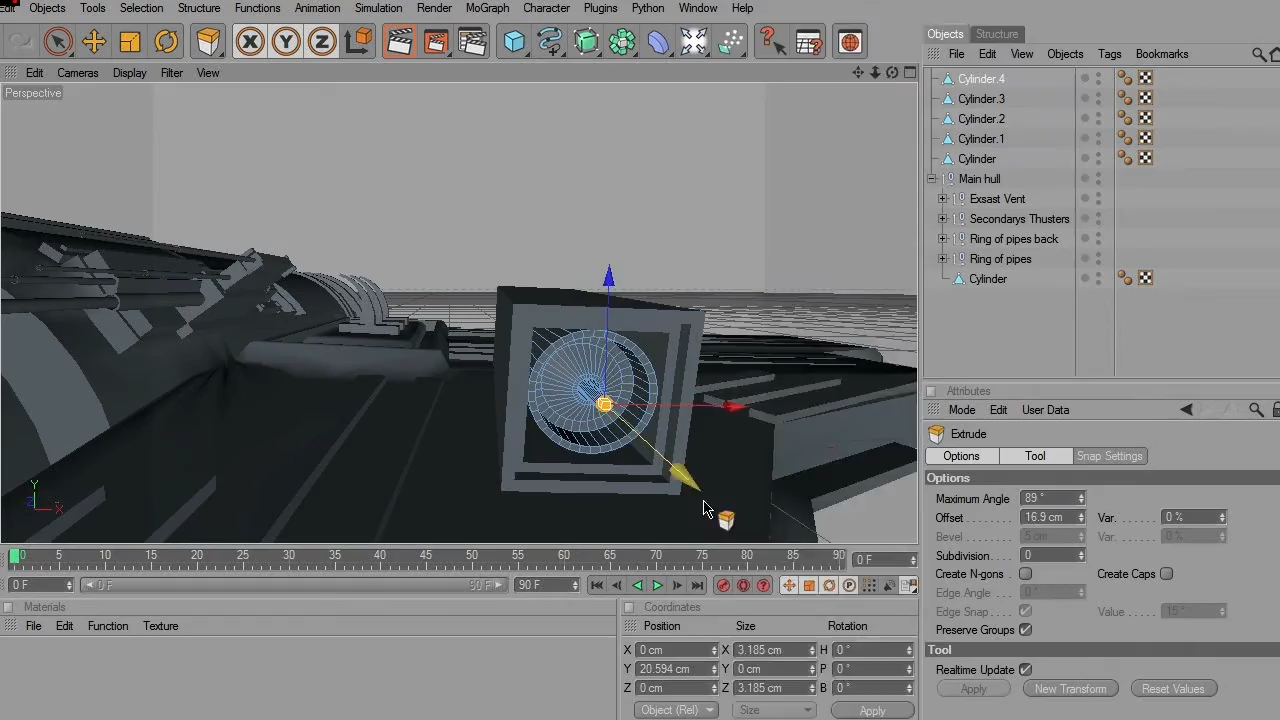 Edit Objects Tools Selection Structure Functions Animation Simulation Render MoGraph Character Plugins Python Window Help
X Y Z
Objects Structure
File Edit View Objects Tags Bookmarks
Edit Cameras Display Filter View
Perspective
Cylinder.4
Cylinder.3
Cylinder.2
Cylinder.1
Cylinder
Main hull
Exsast Vent
Secondarys Thusters
Ring of pipes back
Ring of pipes
Cylinder
Attributes
Mode Edit User Data
Extrude
Options Tool Snap Settings
Options
Maximum Angle 89 °
Offset 16.9 cm Var. 0 %
Bevel 5 cm Var. 0 %
Subdivision 0
Create N-gons Create Caps
Edge Angle 0 °
Edge Snap Value 15 °
Preserve Groups
Tool
Realtime Update
Apply New Transform Reset Values
Y
Z X
0 5 10 15 20 25 30 35 40 45 50 55 60 65 70 75 80 85 90 0 F
0 F 0 F 90 F 90 F
Materials
File Edit Function Texture
Coordinates
Position Size Rotation
X 0 cm X 3.185 cm H 0 °
Y 20.594 cm Y 0 cm P 0 °
Z 0 cm Z 3.185 cm B 0 °
Object (Rel) Size Apply